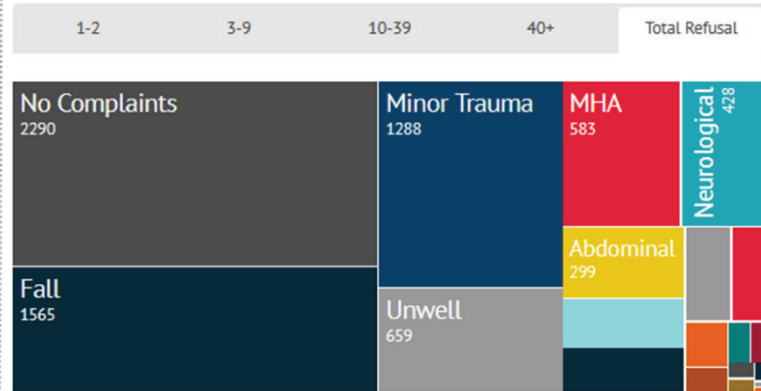 1-2 3-9 10-39 40+ Total Refusal
No Complaints
2290
Minor Trauma
1288
MHA
583
Neurological
428
Abdominal
299
Fall
1565
Unwell
659